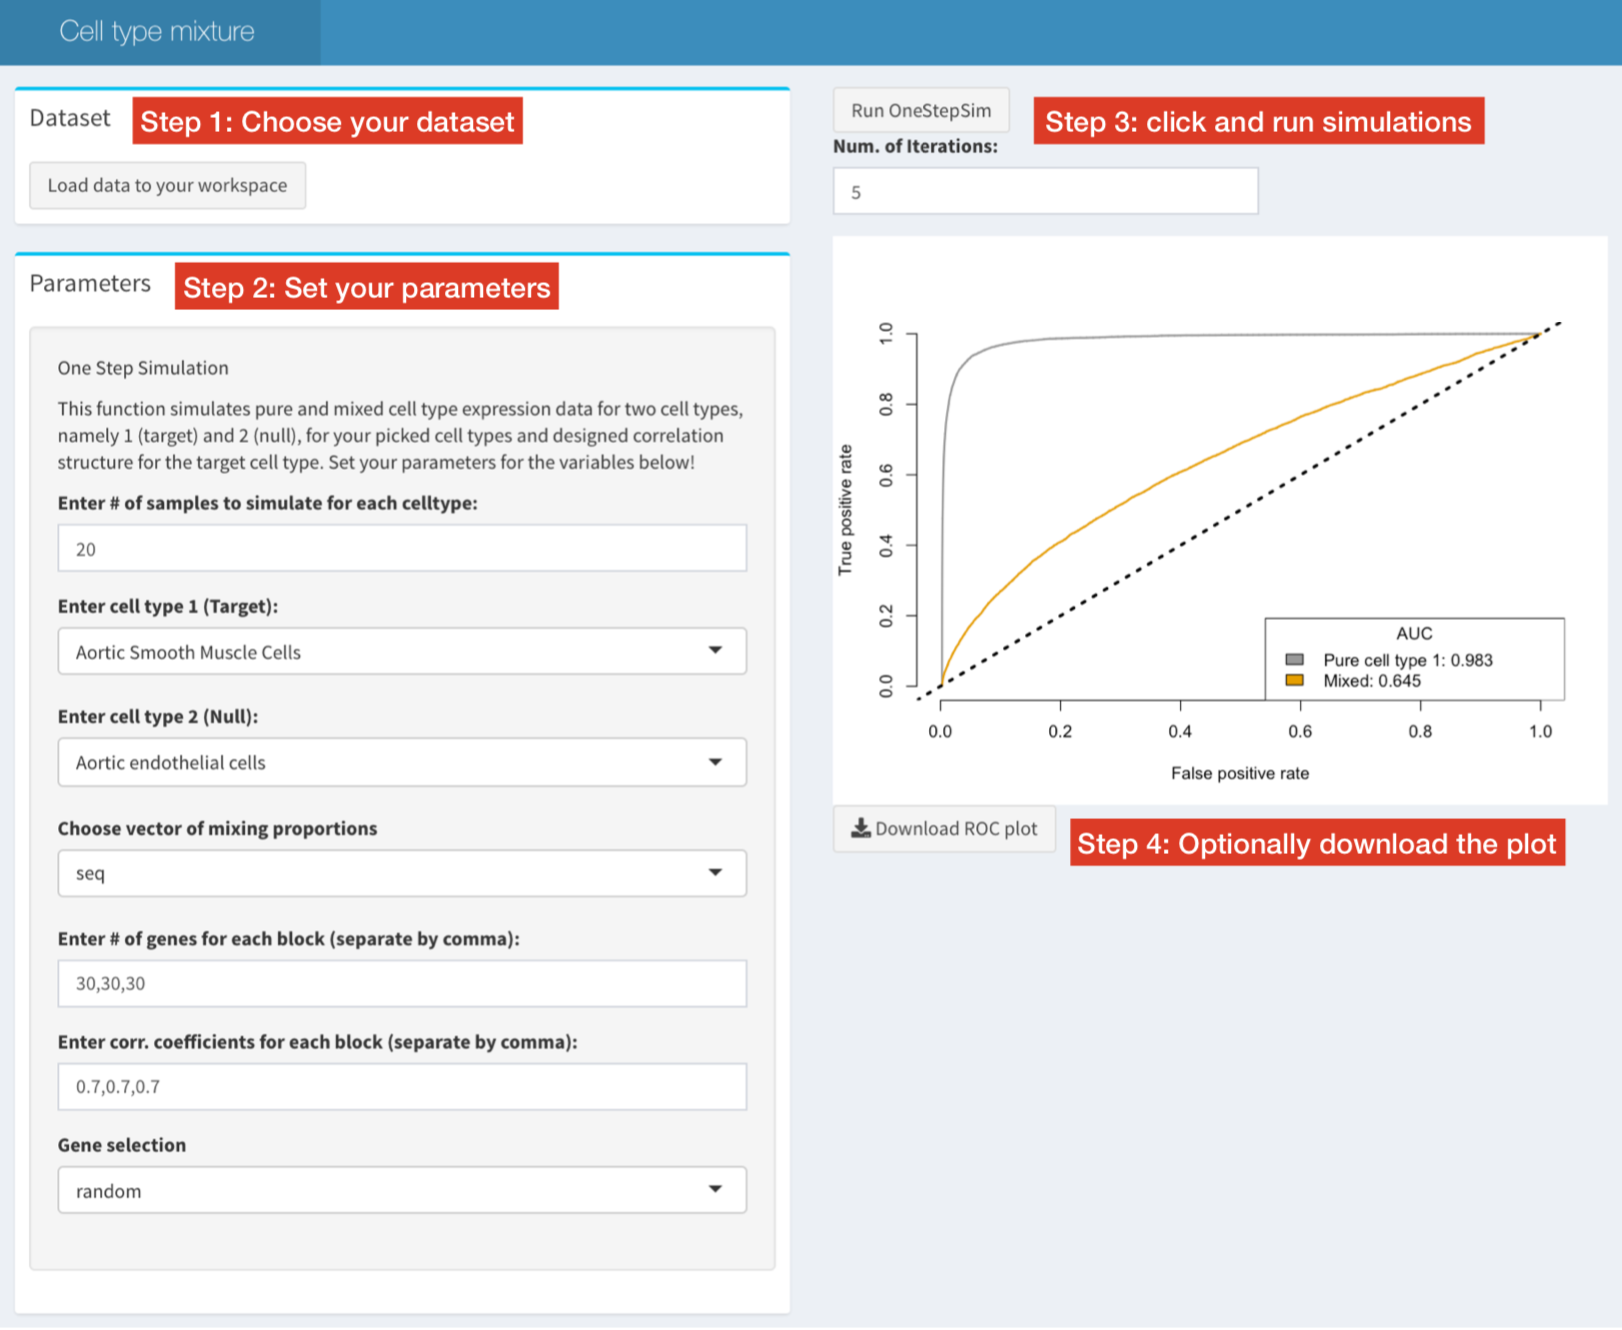 Cell type mixture
Dataset
Step 1: Choose your dataset
Load data to your workspace
Parameters
Step 2: Set your parameters
One Step Simulation
This function simulates pure and mixed cell type expression data for two cell types,
namely 1 (target) and 2 (null), for your picked cell types and designed correlation
structure for the target cell type. Set your parameters for the variables below!
Enter # of samples to simulate for each celltype:
20
Enter cell type 1 (Target):
Aortic Smooth Muscle Cells
Enter cell type 2 (Null):
Aortic endothelial cells
Choose vector of mixing proportions
seq
Enter # of genes for each block (separate by comma):
30,30,30
Enter corr. coefficients for each block (separate by comma):
0.7,0.7,0.7
Gene selection
random
Run OneStepSim
Step 3: click and run simulations
Num. of Iterations:
5
True positive rate
1.0
0.8
0.6
0.4
0.2
0.0
AUC
Pure cell type 1: 0.983
Mixed: 0.645
0.0 0.2 0.4 0.6 0.8 1.0
False positive rate
Download ROC plot
Step 4: Optionally download the plot